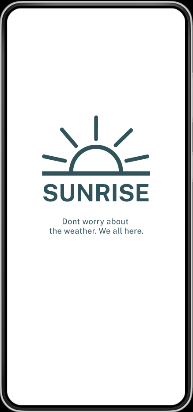 SUNRISE
Dont worry about
the weather. We all here.